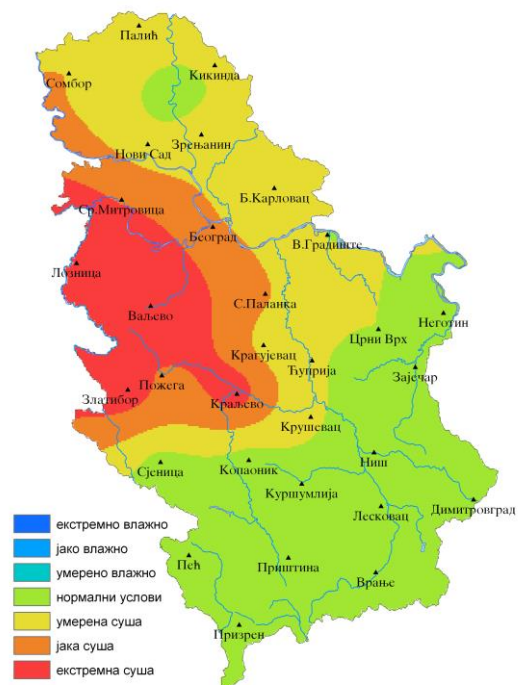 Палић
Кикинда
Сомбор
Зрењанин
Нови Сад
Б.Карловац
Ср.Митровица
Београд
В.Градиште
Лозница
С.Паланка
Ваљево
Неготин
Црни Врх
Крагујевац
Ћуприја
Зајечар
Пожега
Златибор
Краљево
Крушевац
Ниш
Сјеница
Копаоник
Куршумлија
Димитровград
Лесковац
Пећ
Приштина
Врање
Призрен
екстремно влажно
јако влажно
умерено влажно
нормални услови
умерена суша
јака суша
екстремна суша